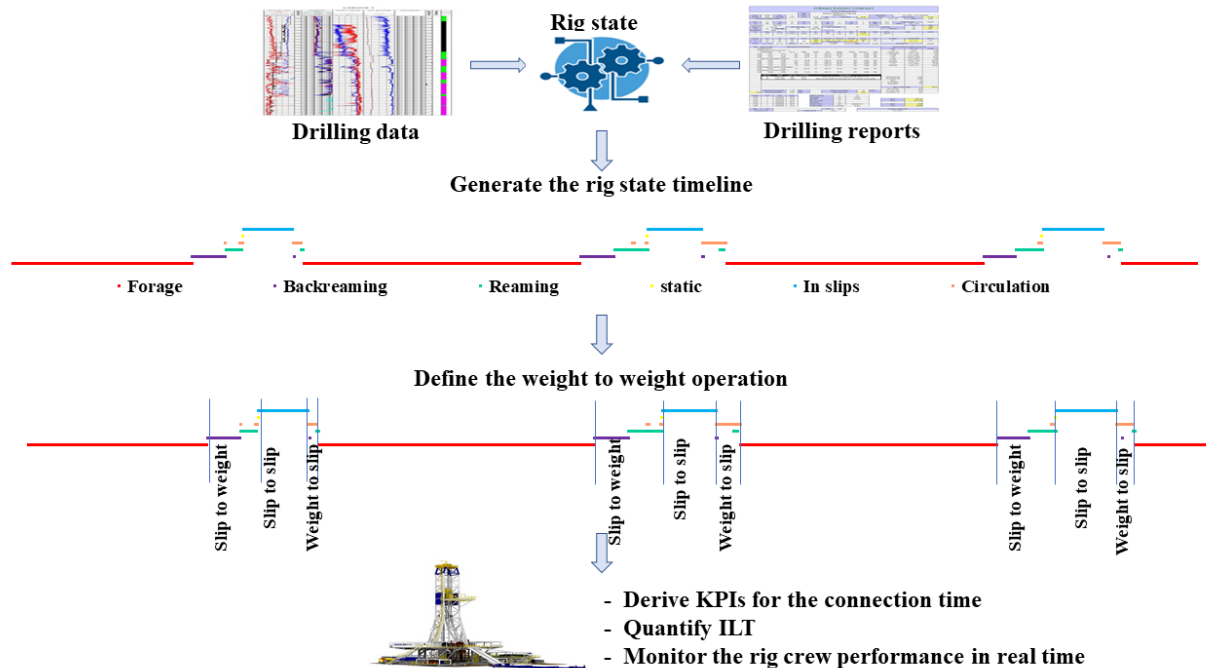 Rig state
Drilling data
Drilling reports
Generate the rig state timeline
Forage Backreaming Reaming static In slips Circulation
Define the weight to weight operation
Slip to weight
Slip to slip
Weight to slip
Slip to weight
Slip to slip
Weight to slip
Slip to weight
Slip to slip
Weight to slip
- Derive KPIs for the connection time
- Quantify ILT
- Monitor the rig crew performance in real time